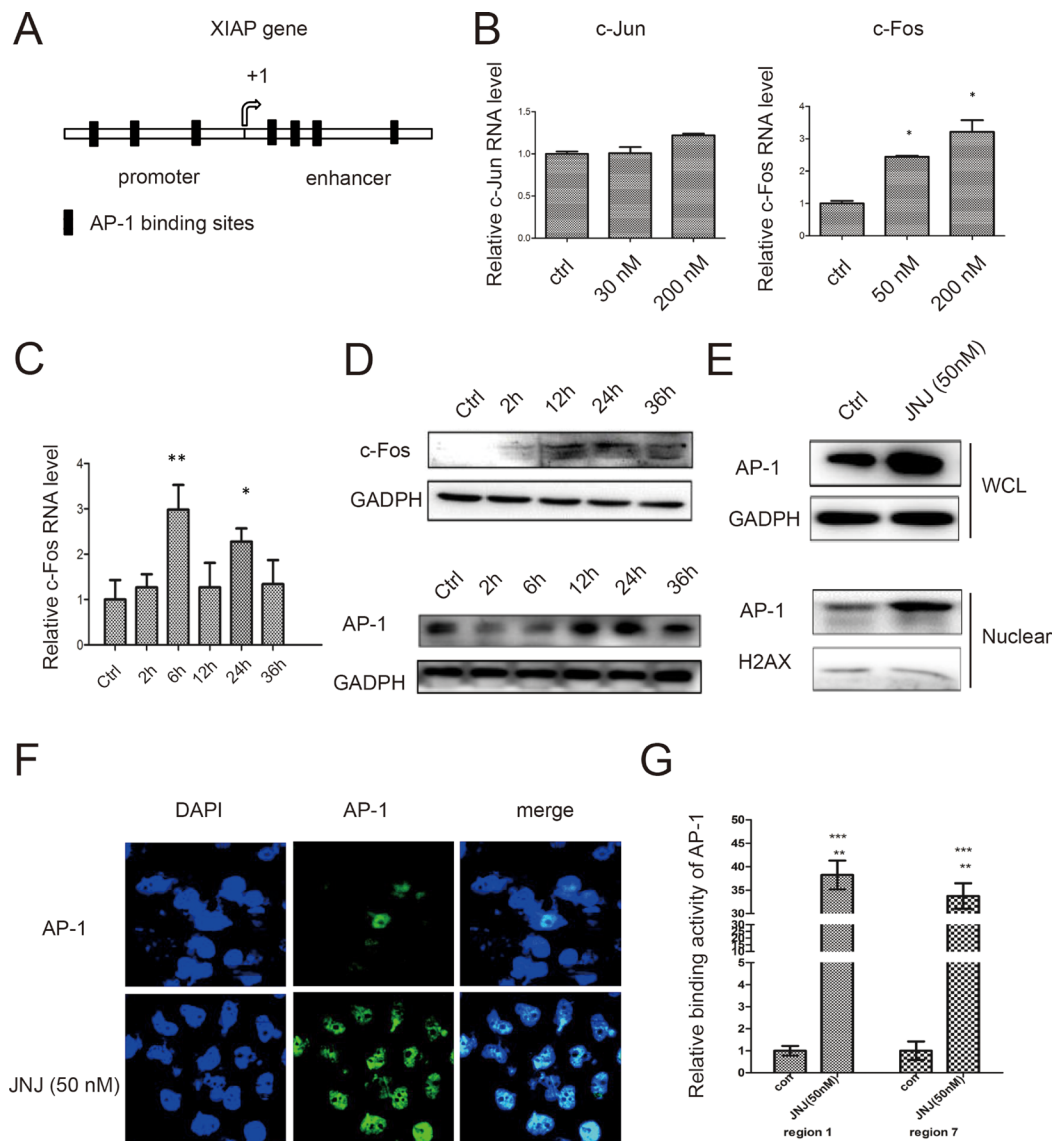 A
XIAP gene
+1
promoter
enhancer
AP-1 binding sites
B
c-Jun
c-Fos
Relative c-Jun RNA level
1.5
1.0
0.5
0.0
ctrl
30 nM
200 nM
Relative c-Fos RNA level
4
3
2
1
0
*
*
ctrl
50 nM
200 nM
C
Relative c-Fos RNA level
5
4
3
2
1
0
**
*
Ctrl
2h
6h
12h
24h
36h
D
Ctrl
2h
12h
24h
36h
c-Fos
GADPH
Ctrl
2h
6h
12h
24h
36h
AP-1
GADPH
E
Ctrl
JNJ (50nM)
AP-1
GADPH
WCL
AP-1
H2AX
Nuclear
F
DAPI
AP-1
merge
AP-1
JNJ (50 nM)
G
Relative binding activity of AP-1
50
45
40
35
30
30
25
20
15
10
6
4
2
1
0
***
**
***
**
JNJ(50nM)
JNJ(50nM)
region 1
region 7